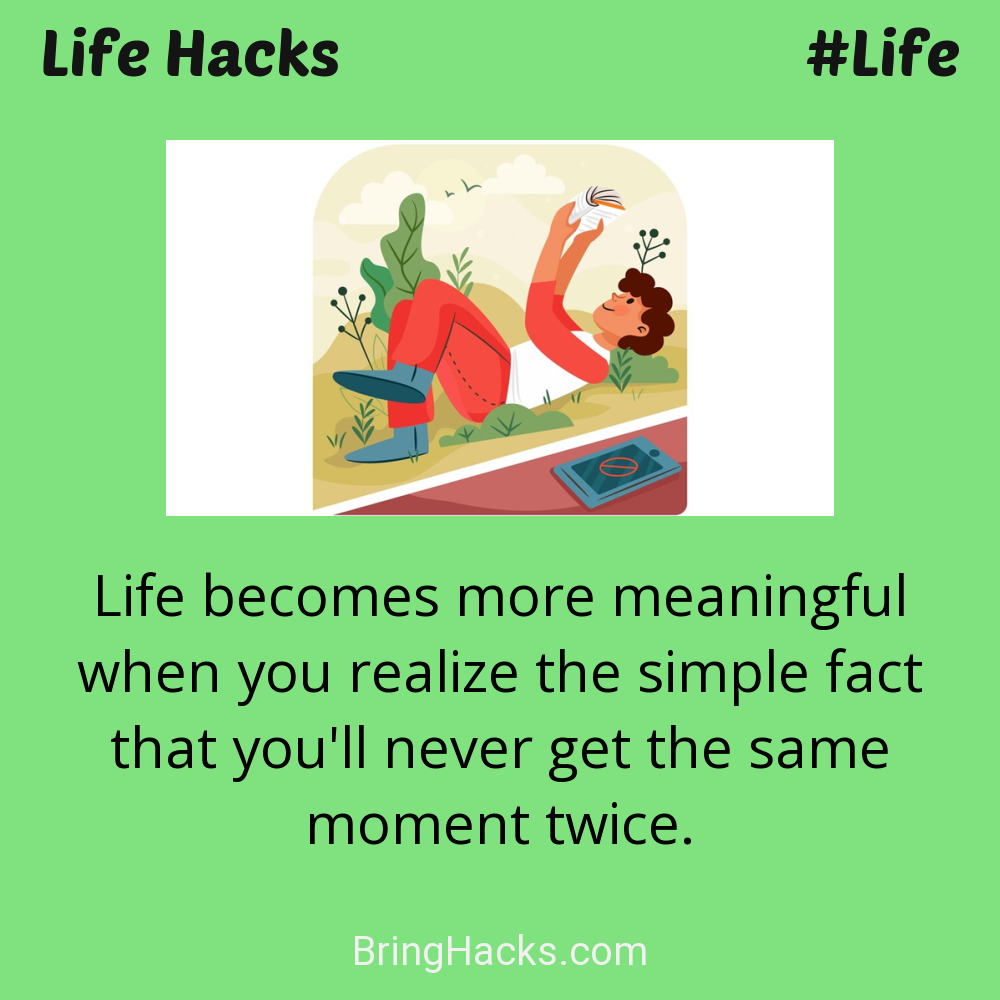 Life Hacks
#Life
Life becomes more meaningful
when you realize the simple fact
that you'll never get the same
moment twice.
BringHacks.com